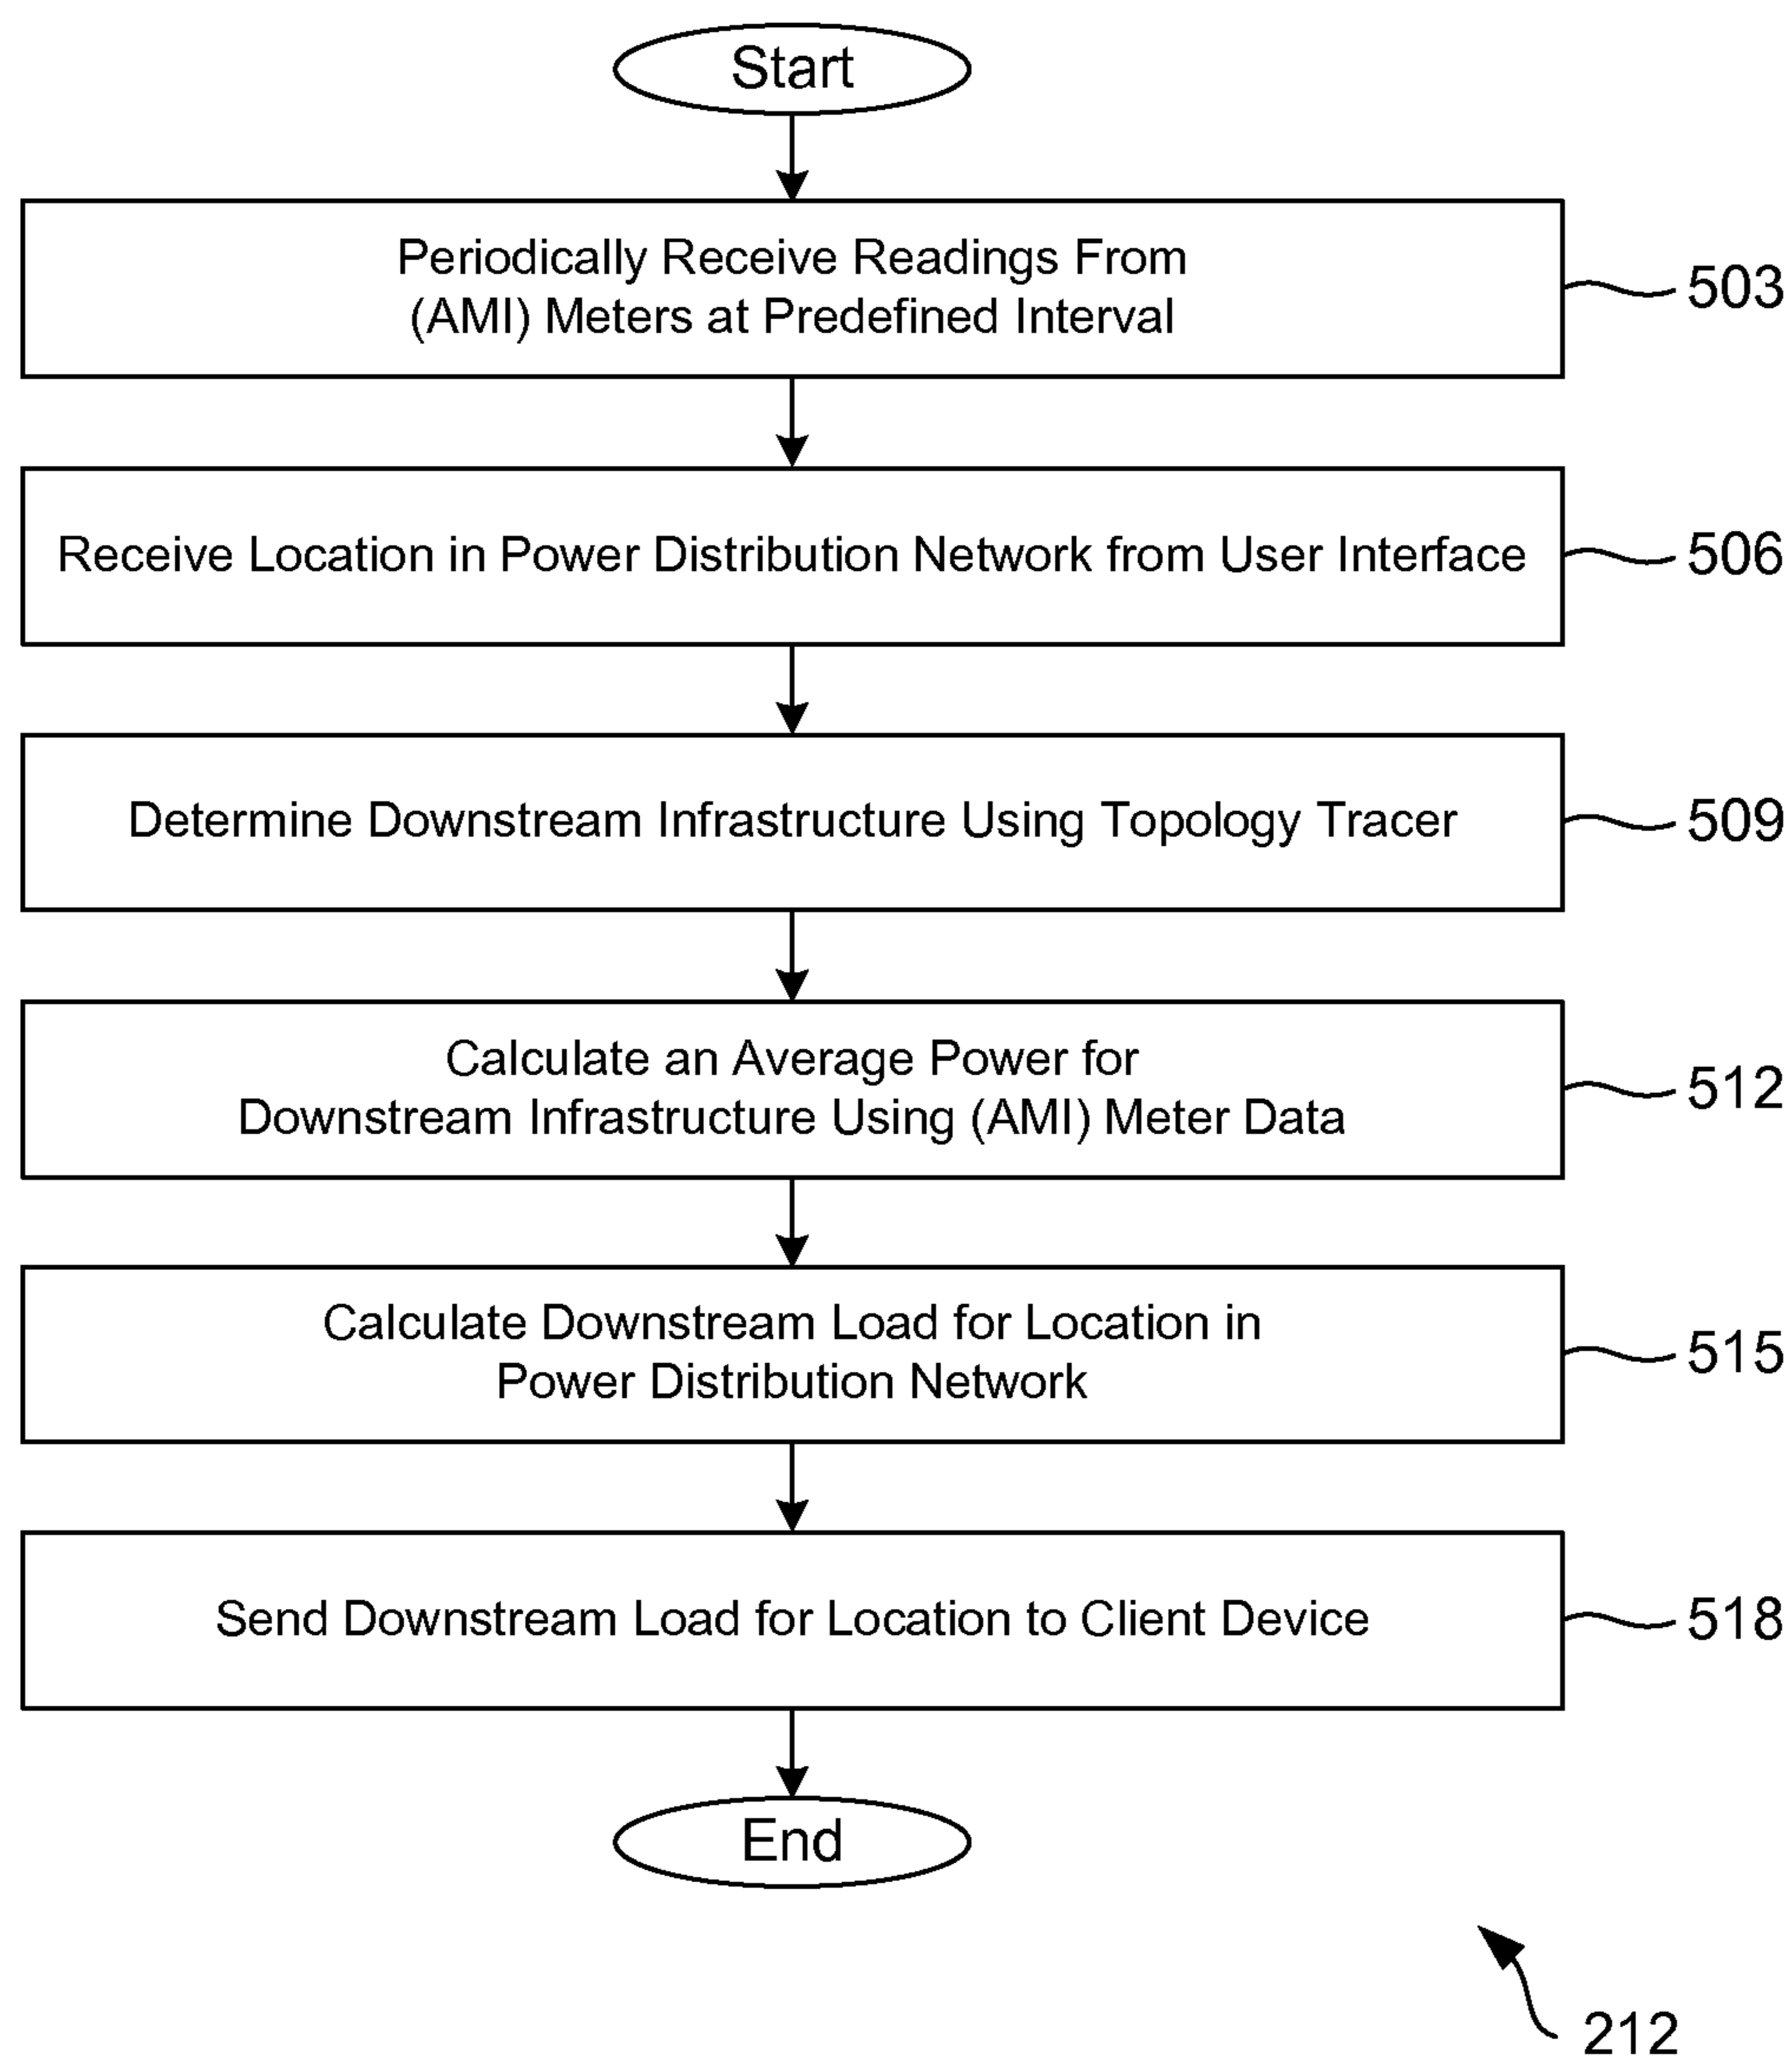 Start
Periodically Receive Readings From
(AMI) Meters at Predefined Interval
503
Receive Location in Power Distribution Network from User Interface
506
Determine Downstream Infrastructure Using Topology Tracer
509
Calculate an Average Power for
Downstream Infrastructure Using (AMI) Meter Data
512
Calculate Downstream Load for Location in
Power Distribution Network
515
Send Downstream Load for Location to Client Device
518
End
212